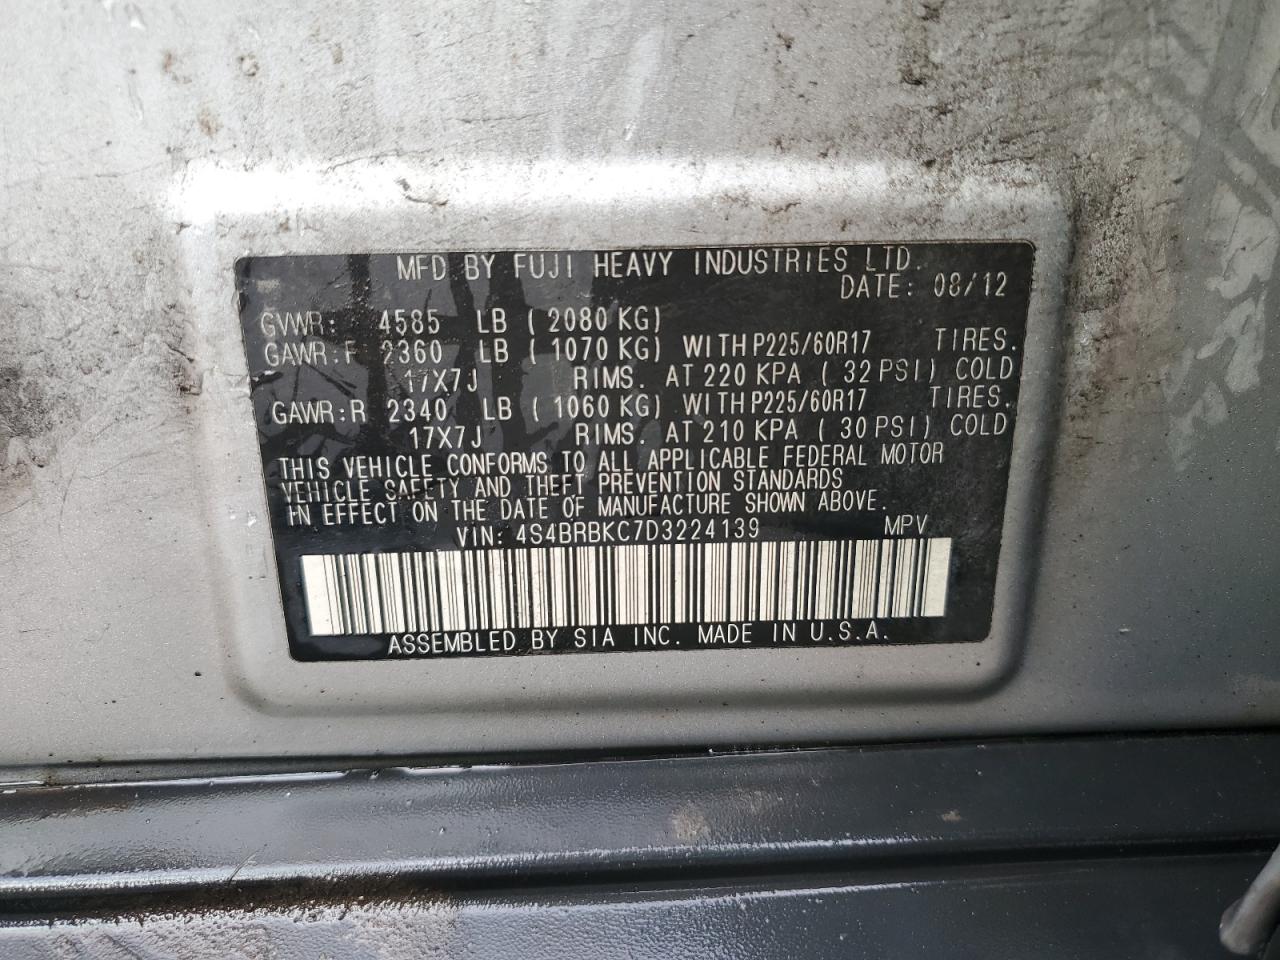 MFD BY FUJI HEAVY INDUSTRIES LTD.
DATE: 08/12
GVWR: 4585 LB ( 2080 KG)
GAWR:F 2360 LB ( 1070 KG) WITH P225/60R17 TIRES.
17X7J RIMS. AT 220 KPA ( 32 PSI) COLD
GAWR:R 2340 LB ( 1060 KG) WITH P225/60R17 TIRES.
17X7J RIMS. AT 210 KPA ( 30 PSI) COLD
THIS VEHICLE CONFORMS TO ALL APPLICABLE FEDERAL MOTOR
VEHICLE SAFETY AND THEFT PREVENTION STANDARDS
IN EFFECT ON THE DATE OF MANUFACTURE SHOWN ABOVE.
VIN: 4S4BRBKC7D3224139 MPV
ASSEMBLED BY SIA INC. MADE IN U.S.A.